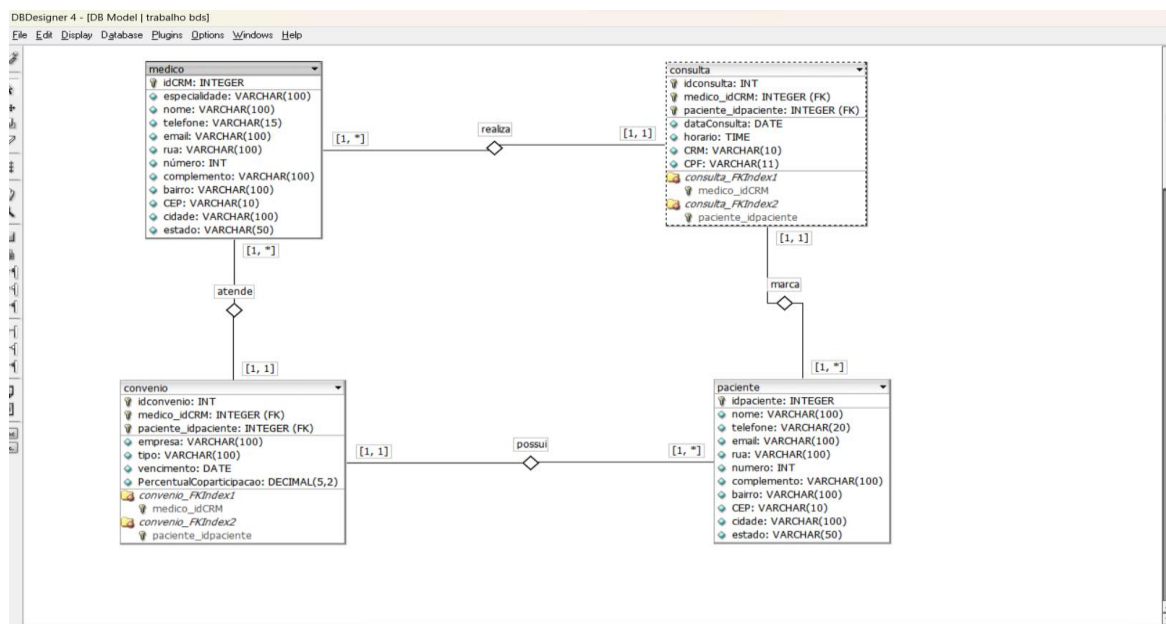 DBDesigner 4 - [DB Model | trabalho bds]
File Edit Display Database Plugins Options Windows Help
medico
idCRM: INTEGER
especialidade: VARCHAR(100)
nome: VARCHAR(100)
telefone: VARCHAR(15)
email: VARCHAR(100)
rua: VARCHAR(100)
número: INT
complemento: VARCHAR(100)
bairro: VARCHAR(100)
CEP: VARCHAR(10)
cidade: VARCHAR(100)
estado: VARCHAR(50)
[1, *]
realiza
[1, 1]
consulta
idconsulta: INT
medico_idCRM: INTEGER (FK)
paciente_idpaciente: INTEGER (FK)
dataConsulta: DATE
horario: TIME
CRM: VARCHAR(10)
CPF: VARCHAR(11)
consulta_FKIndex1
medico_idCRM
consulta_FKIndex2
paciente_idpaciente
[1, *]
atende
[1, 1]
[1, 1]
marca
[1, *]
convenio
idconvenio: INT
medico_idCRM: INTEGER (FK)
paciente_idpaciente: INTEGER (FK)
empresa: VARCHAR(100)
tipo: VARCHAR(100)
vencimento: DATE
PercentualCoparticipacao: DECIMAL(5,2)
convenio_FKIndex1
medico_idCRM
convenio_FKIndex2
paciente_idpaciente
[1, 1]
possui
[1, *]
paciente
idpaciente: INTEGER
nome: VARCHAR(100)
telefone: VARCHAR(20)
email: VARCHAR(100)
rua: VARCHAR(100)
numero: INT
complemento: VARCHAR(100)
bairro: VARCHAR(100)
CEP: VARCHAR(10)
cidade: VARCHAR(100)
estado: VARCHAR(50)